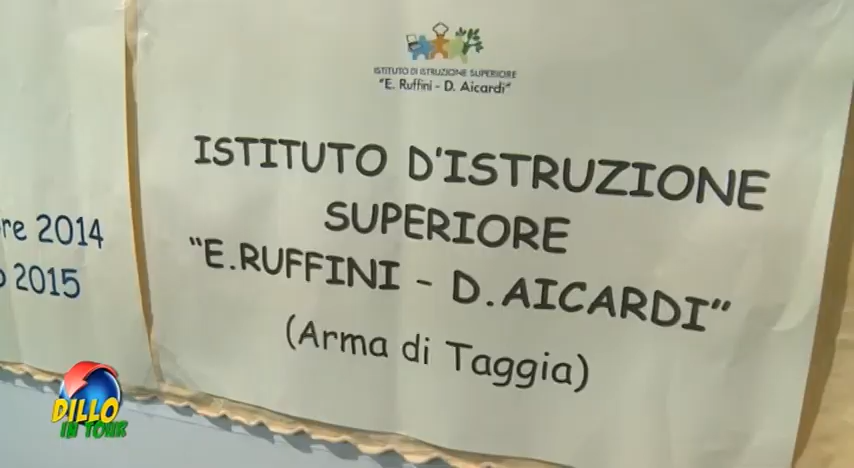 ISTITUTO DI ISTRUZIONE SUPERIORE
"E. Ruffini - D. Aicardi"
ISTITUTO D'ISTRUZIONE
SUPERIORE
"E.RUFFINI - D.AICARDI"
(Arma di Taggia)
2014
2015
DILLO
IN TOUR